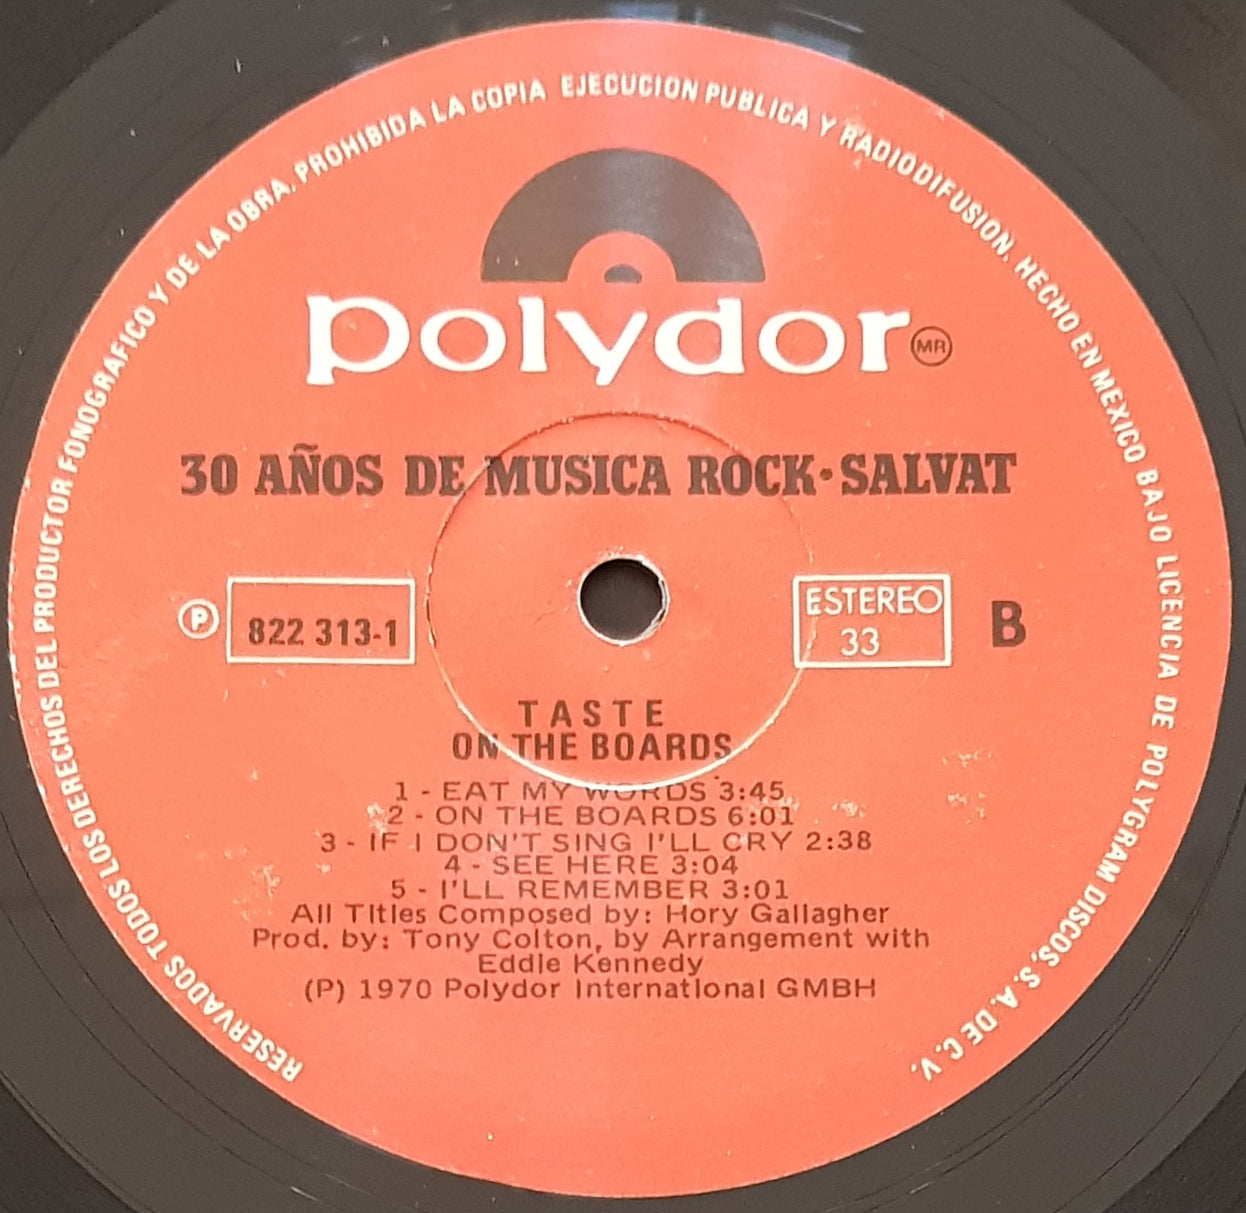 RESERVADOS TODOS LOS DERECHOS DEL PRODUCTOR FONOGRAFICO Y DE LA OBRA. PROHIBIDA LA COPIA EJECUCION PUBLICA Y RADIODIFUSION. HECHO EN MEXICO BAJO LICENCIA DE POLYGRAM DISCOS, S. A. DE C. V.
polydor MR
30 AÑOS DE MUSICA ROCK·SALVAT
P 822 313-1
ESTEREO
33
B
TASTE
ON THE BOARDS
1 - EAT MY WORDS 3:45
2 - ON THE BOARDS 6:01
3 - IF I DON'T SING I'LL CRY 2:38
4 - SEE HERE 3:04
5 - I'LL REMEMBER 3:01
All Titles Composed by: Hory Gallagher
Prod. by: Tony Colton, by Arrangement with
Eddie Kennedy
(P) 1970 Polydor International GMBH